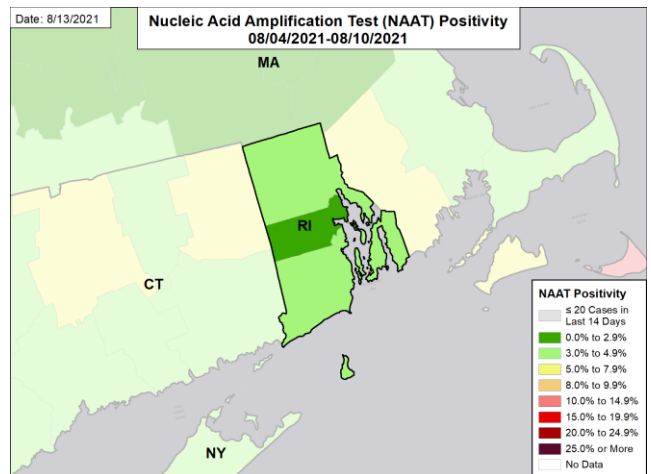 Date: 8/13/2021
Nucleic Acid Amplification Test (NAAT) Positivity
08/04/2021-08/10/2021
MA
RI
CT
NY
NAAT Positivity
≤ 20 Cases in
Last 14 Days
0.0% to 2.9%
3.0% to 4.9%
5.0% to 7.9%
8.0% to 9.9%
10.0% to 14.9%
15.0% to 19.9%
20.0% to 24.9%
25.0% or More
No Data